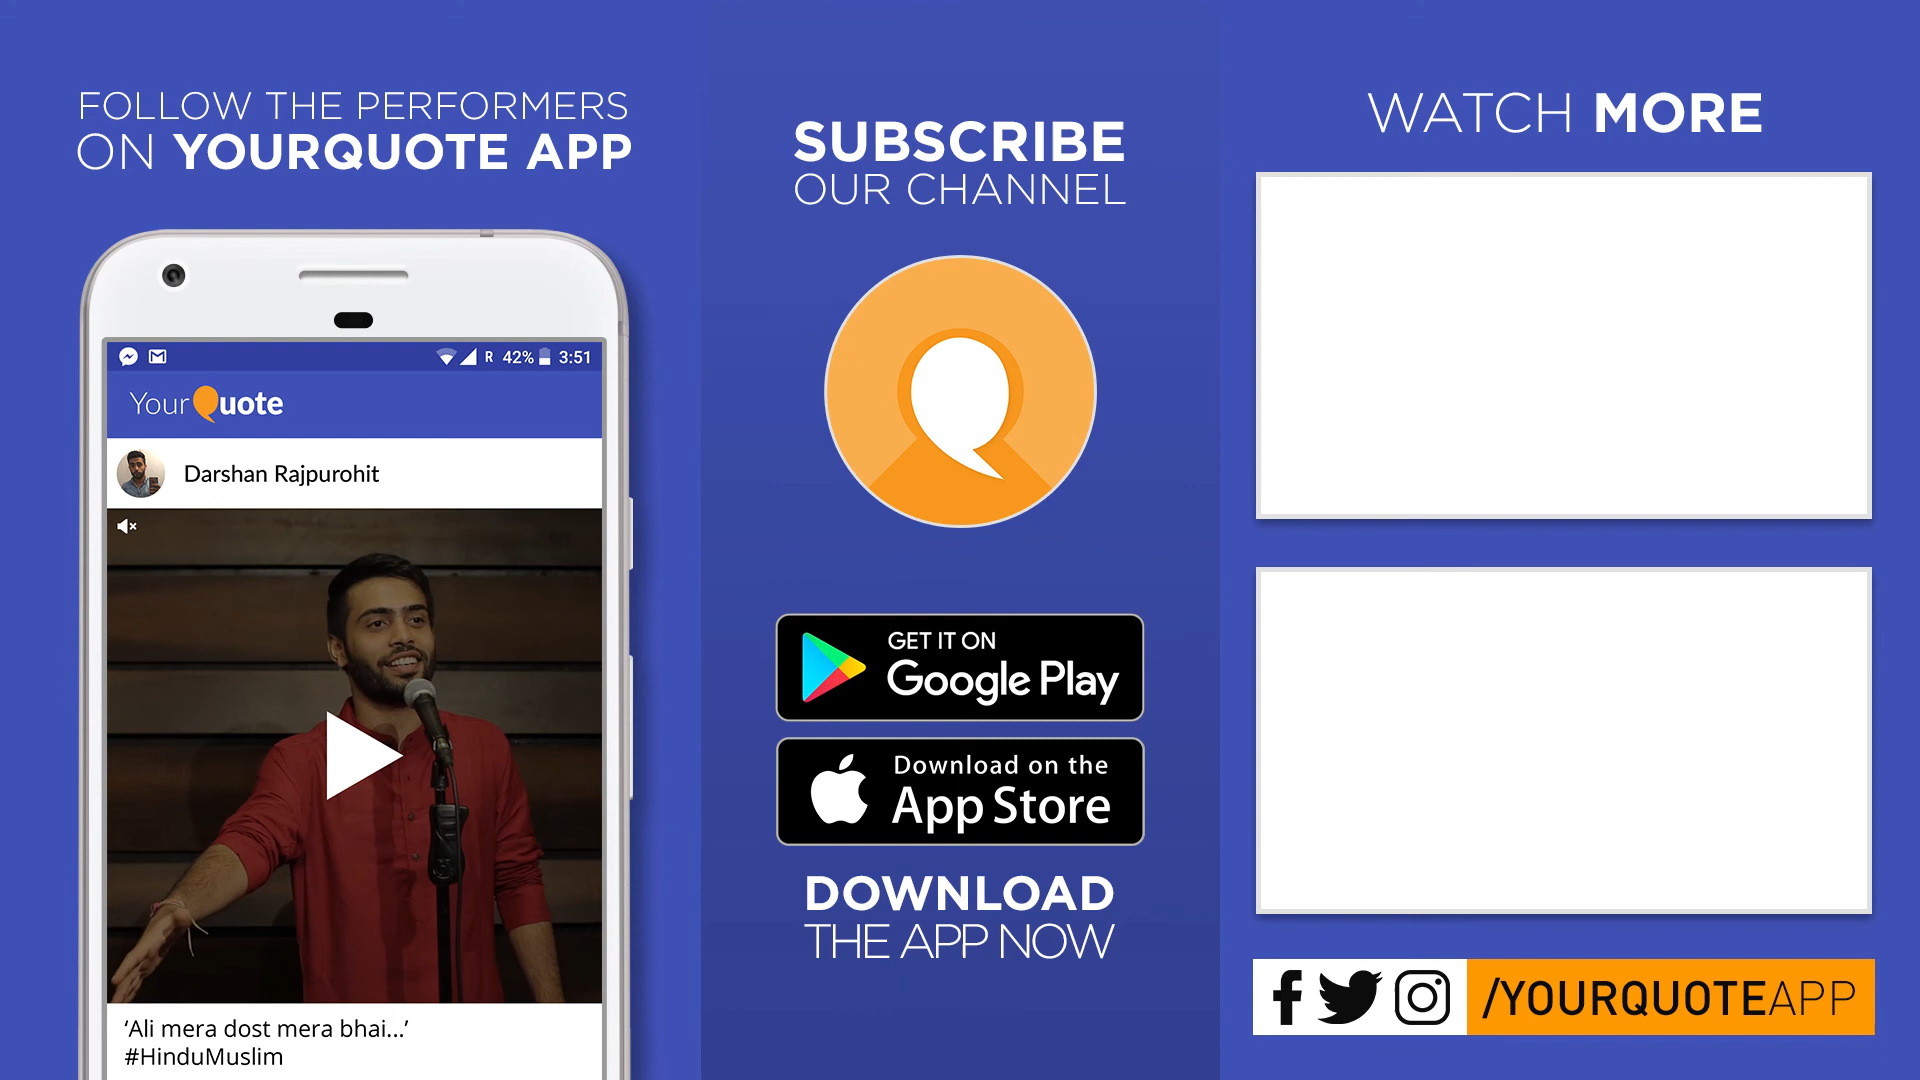 FOLLOW THE PERFORMERS
ON YOURQUOTE APP
R 42% 3:51
YourQuote
Darshan Rajpurohit
‘Ali mera dost mera bhai...’
#HinduMuslim
SUBSCRIBE
OUR CHANNEL
GET IT ON
Google Play
Download on the
App Store
DOWNLOAD
THE APP NOW
WATCH MORE
/YOURQUOTEAPP